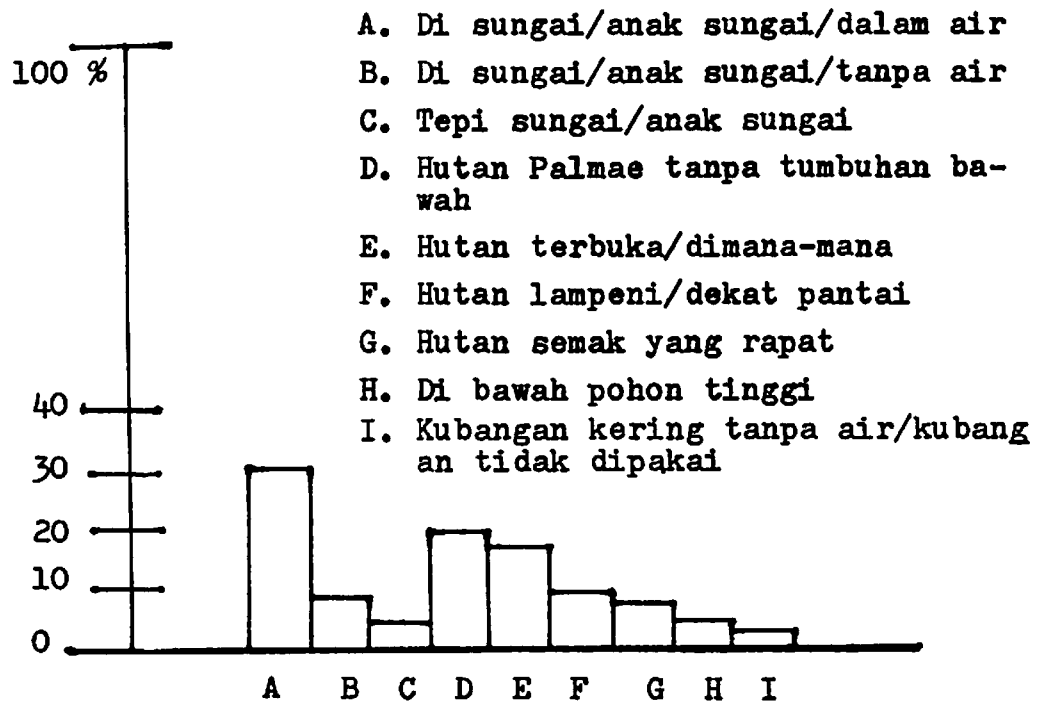 A. Di sungai/anak sungai/dalam air
100 %
B. Di sungai/anak sungai/tanpa air
C. Tepi sungai/anak sungai
D. Hutan Palmae tanpa tumbuhan ba-
wah
E. Hutan terbuka/dimana-mana
F. Hutan lampeni/dekat pantai
G. Hutan semak yang rapat
H. Di bawah pohon tinggi
I. Kubangan kering tanpa air/kubang
an tidak dipakai
40
30
20
10
0
A B C D E F G H I